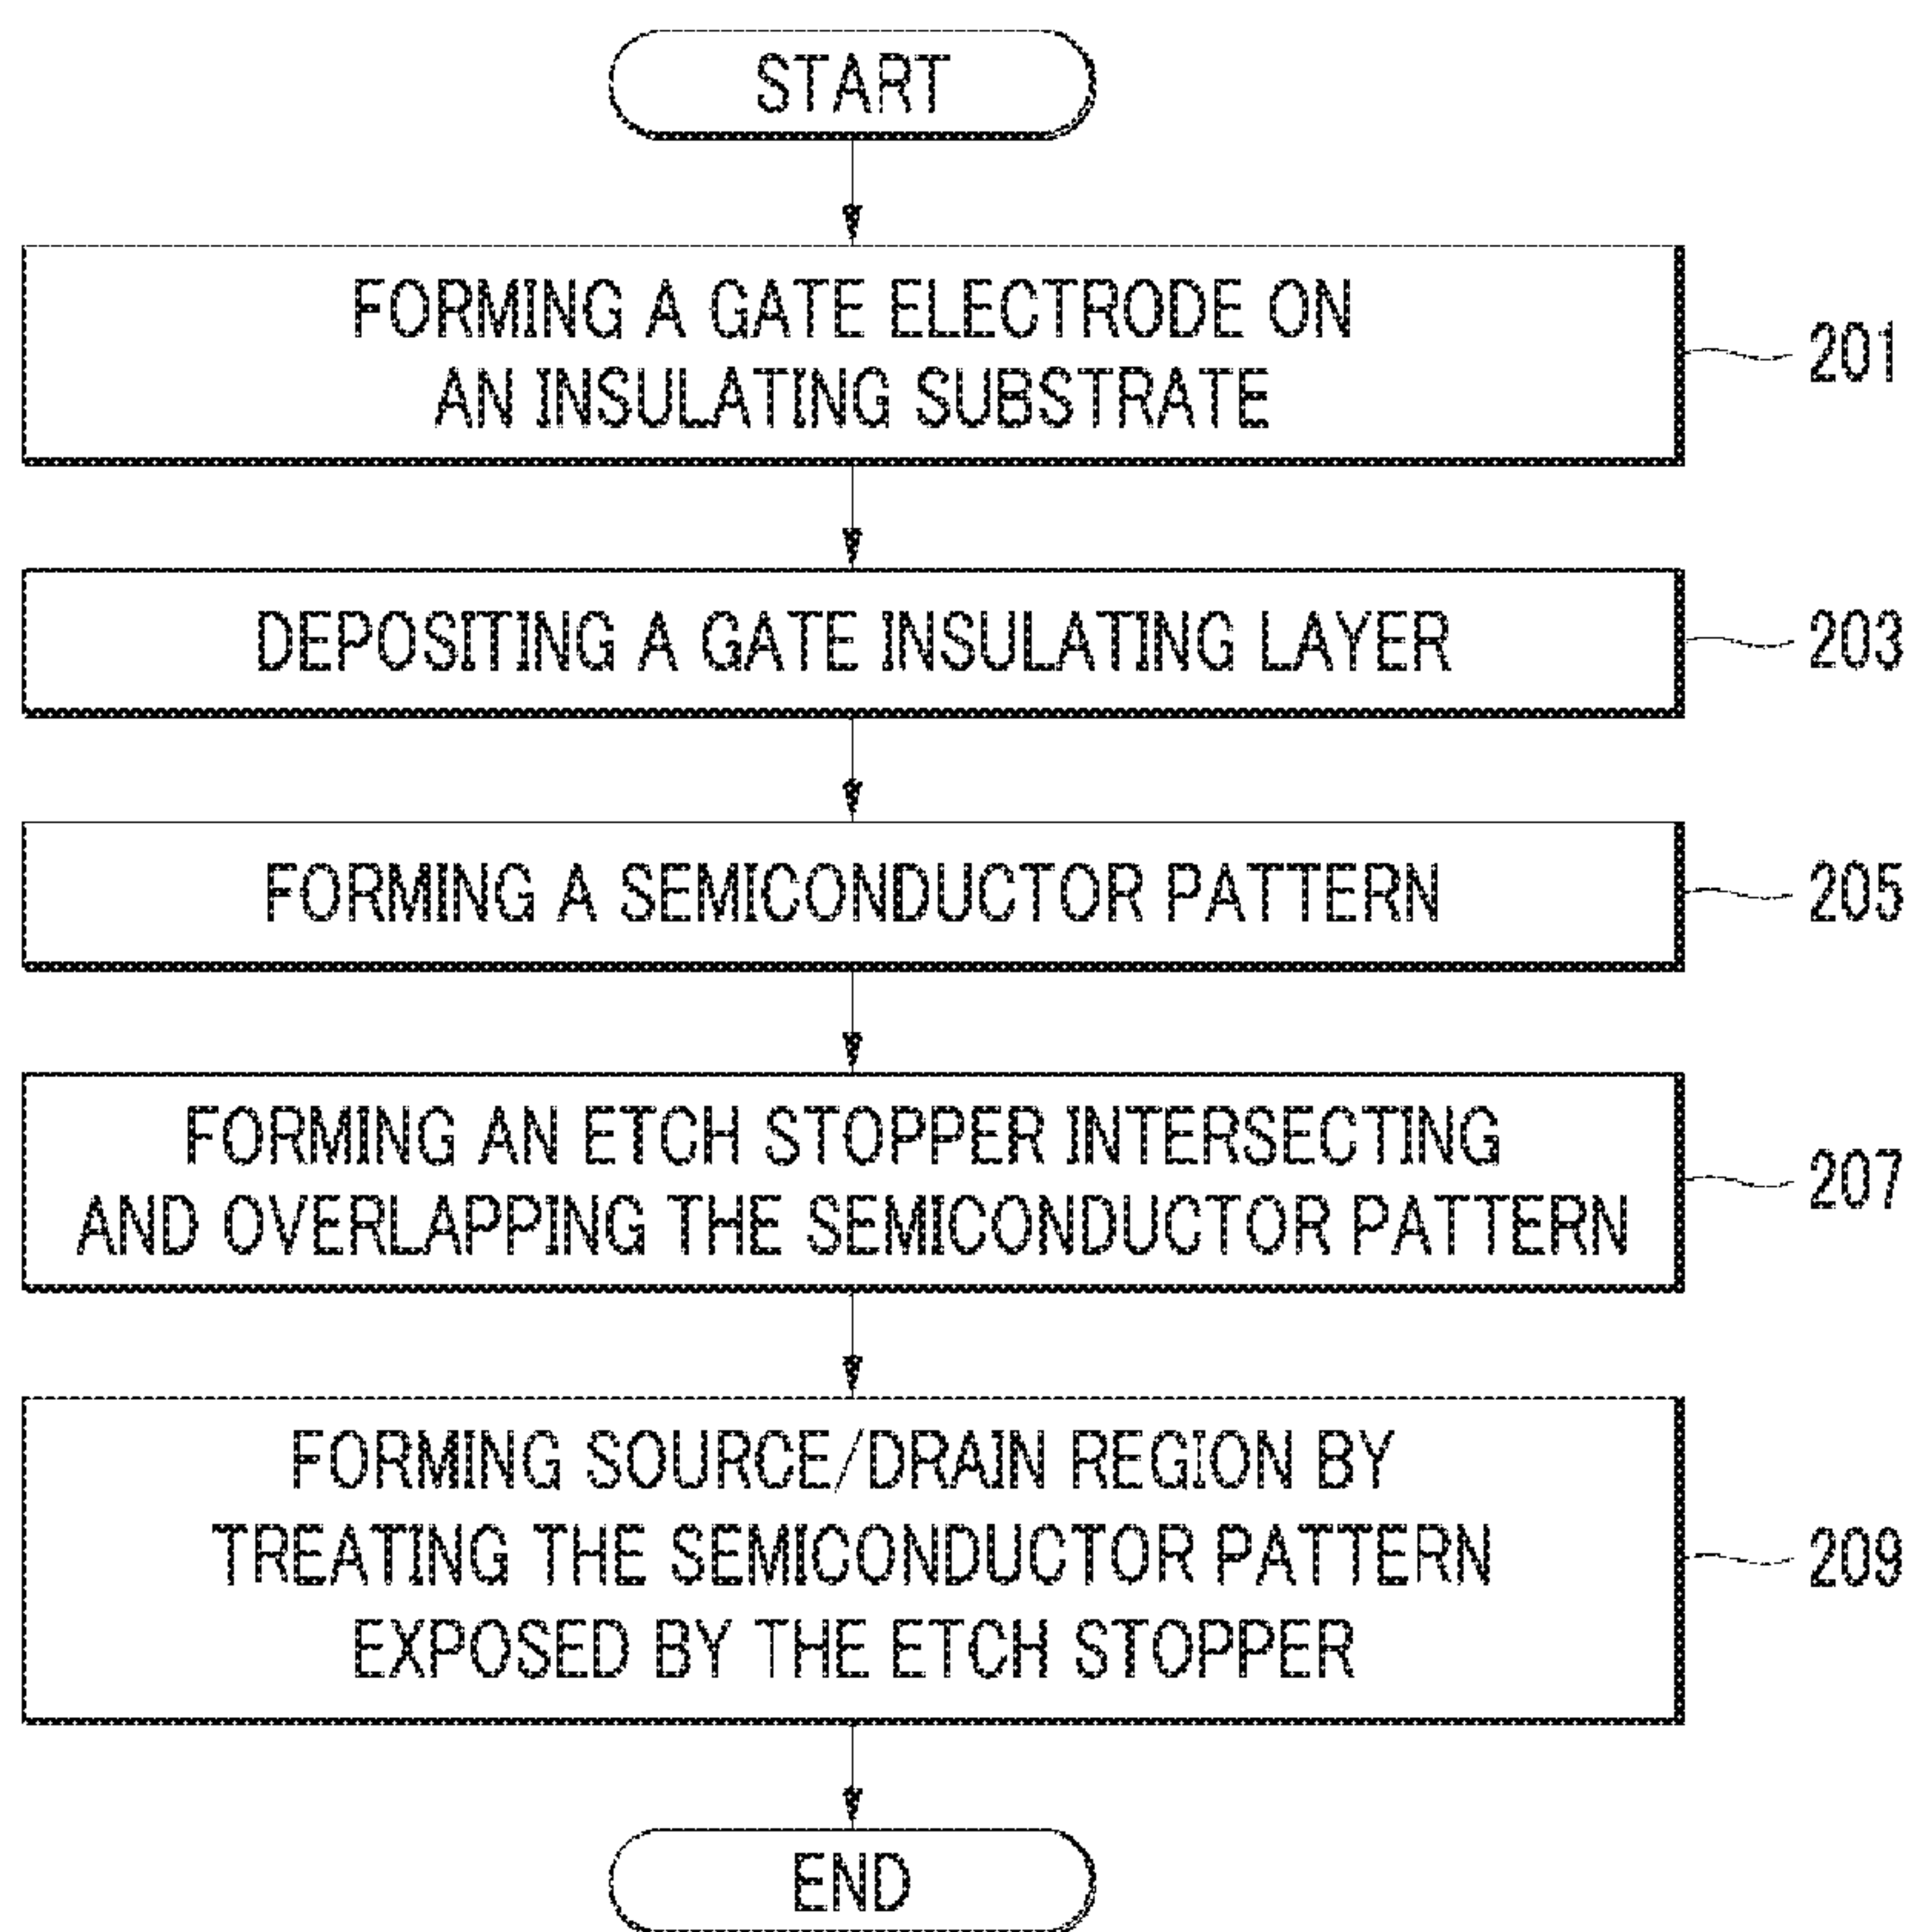 START
FORMING A GATE ELECTRODE ON
AN INSULATING SUBSTRATE
201
DEPOSITING A GATE INSULATING LAYER
203
FORMING A SEMICONDUCTOR PATTERN
205
FORMING AN ETCH STOPPER INTERSECTING
AND OVERLAPPING THE SEMICONDUCTOR PATTERN
207
FORMING SOURCE/DRAIN REGION BY
TREATING THE SEMICONDUCTOR PATTERN
EXPOSED BY THE ETCH STOPPER
209
END